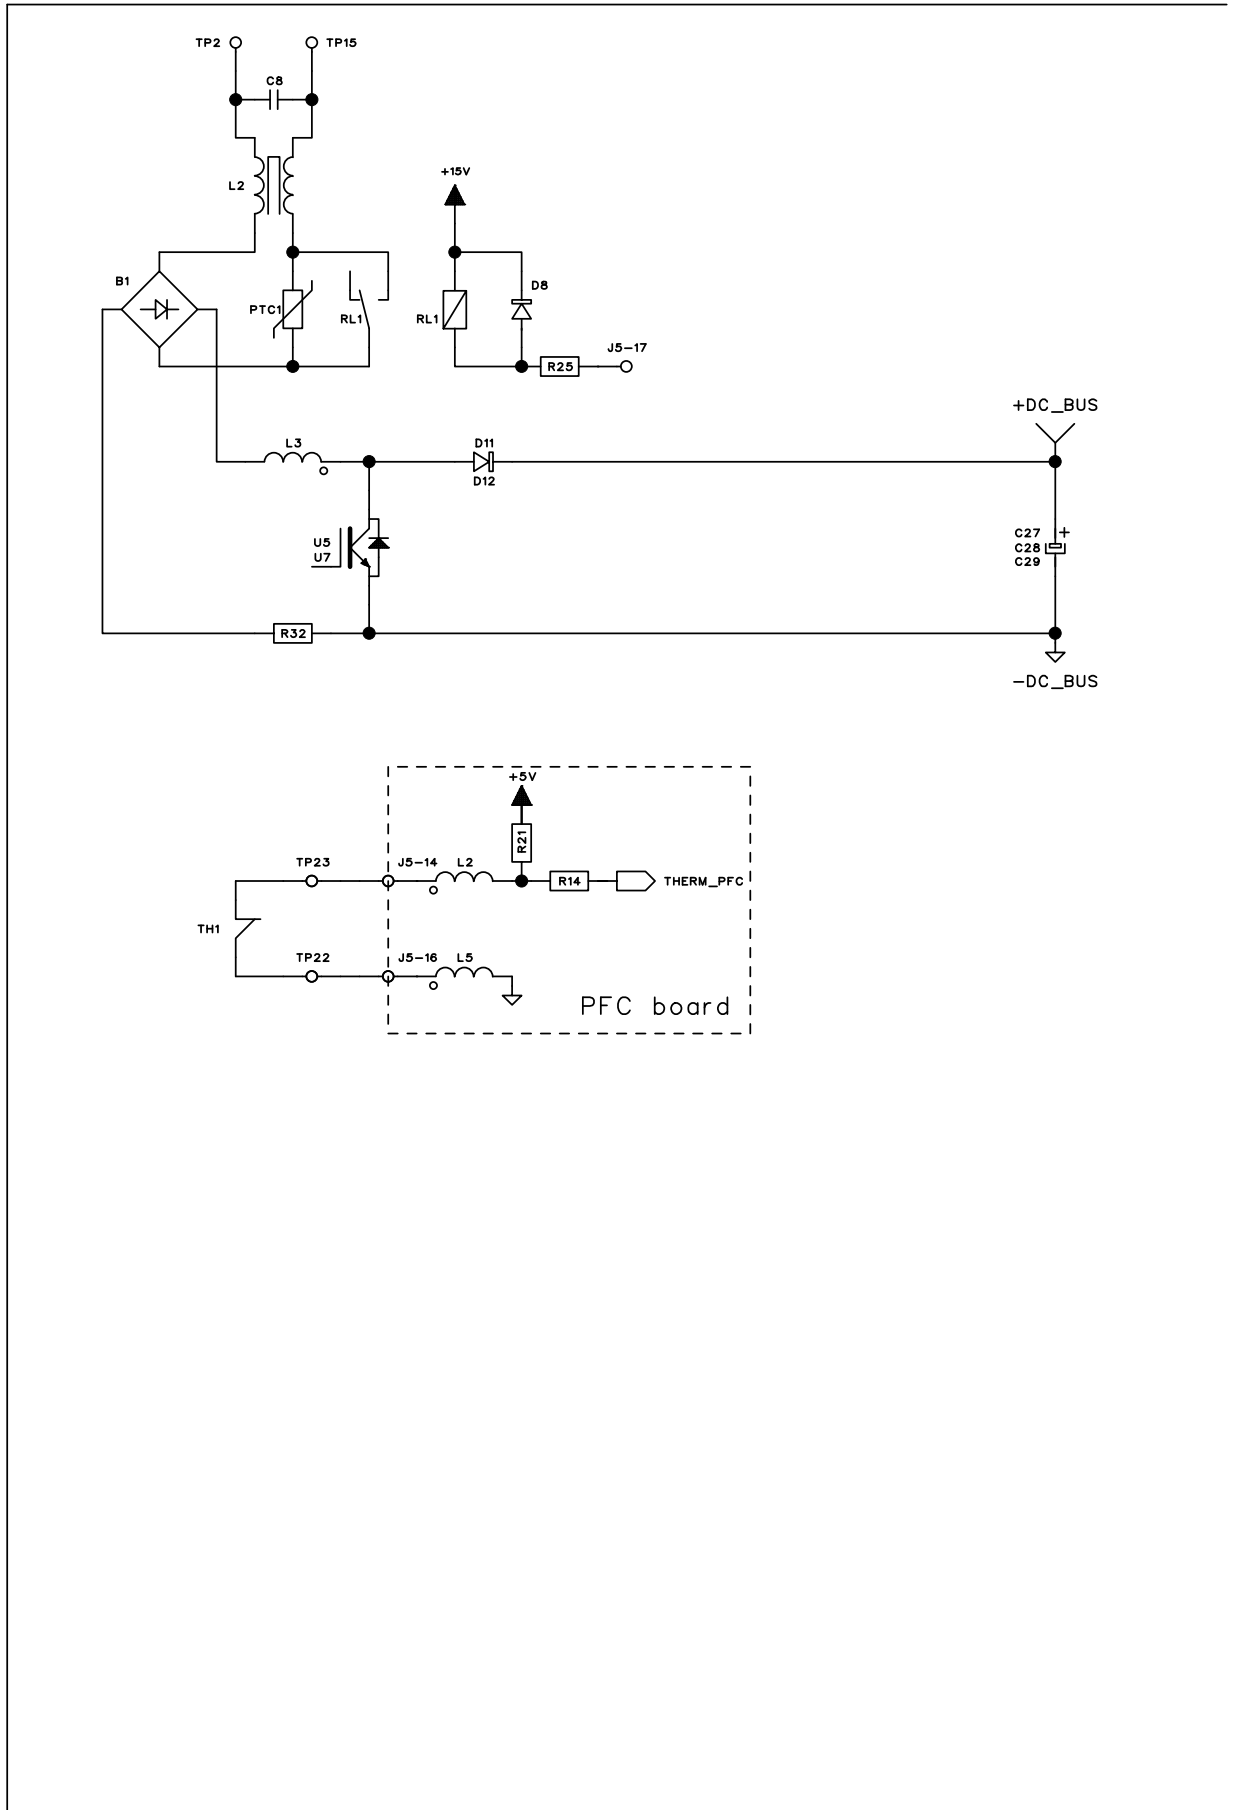 TP2
TP15
C8
L2
+15V
B1
PTC1
RL1
RL1
D8
R25
J5-17
+DC_BUS
L3
D11
D12
U5
U7
C27 +
C28
C29
R32
-DC_BUS
+5V
R21
TP23
J5-14
L2
R14
THERM_PFC
TH1
TP22
J5-16
L5
PFC board